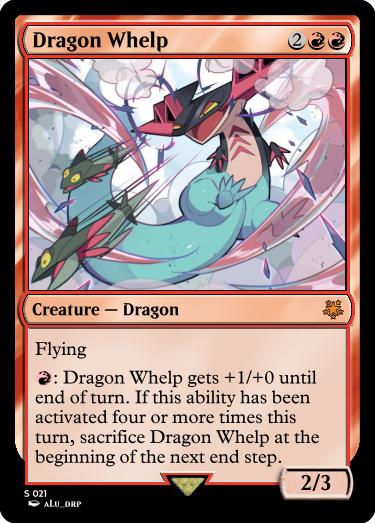 Dragon Whelp 2
Creature — Dragon
Flying
: Dragon Whelp gets +1/+0 until
end of turn. If this ability has been
activated four or more times this
turn, sacrifice Dragon Whelp at the
beginning of the next end step.
2/3
S 021
aLU_DRP